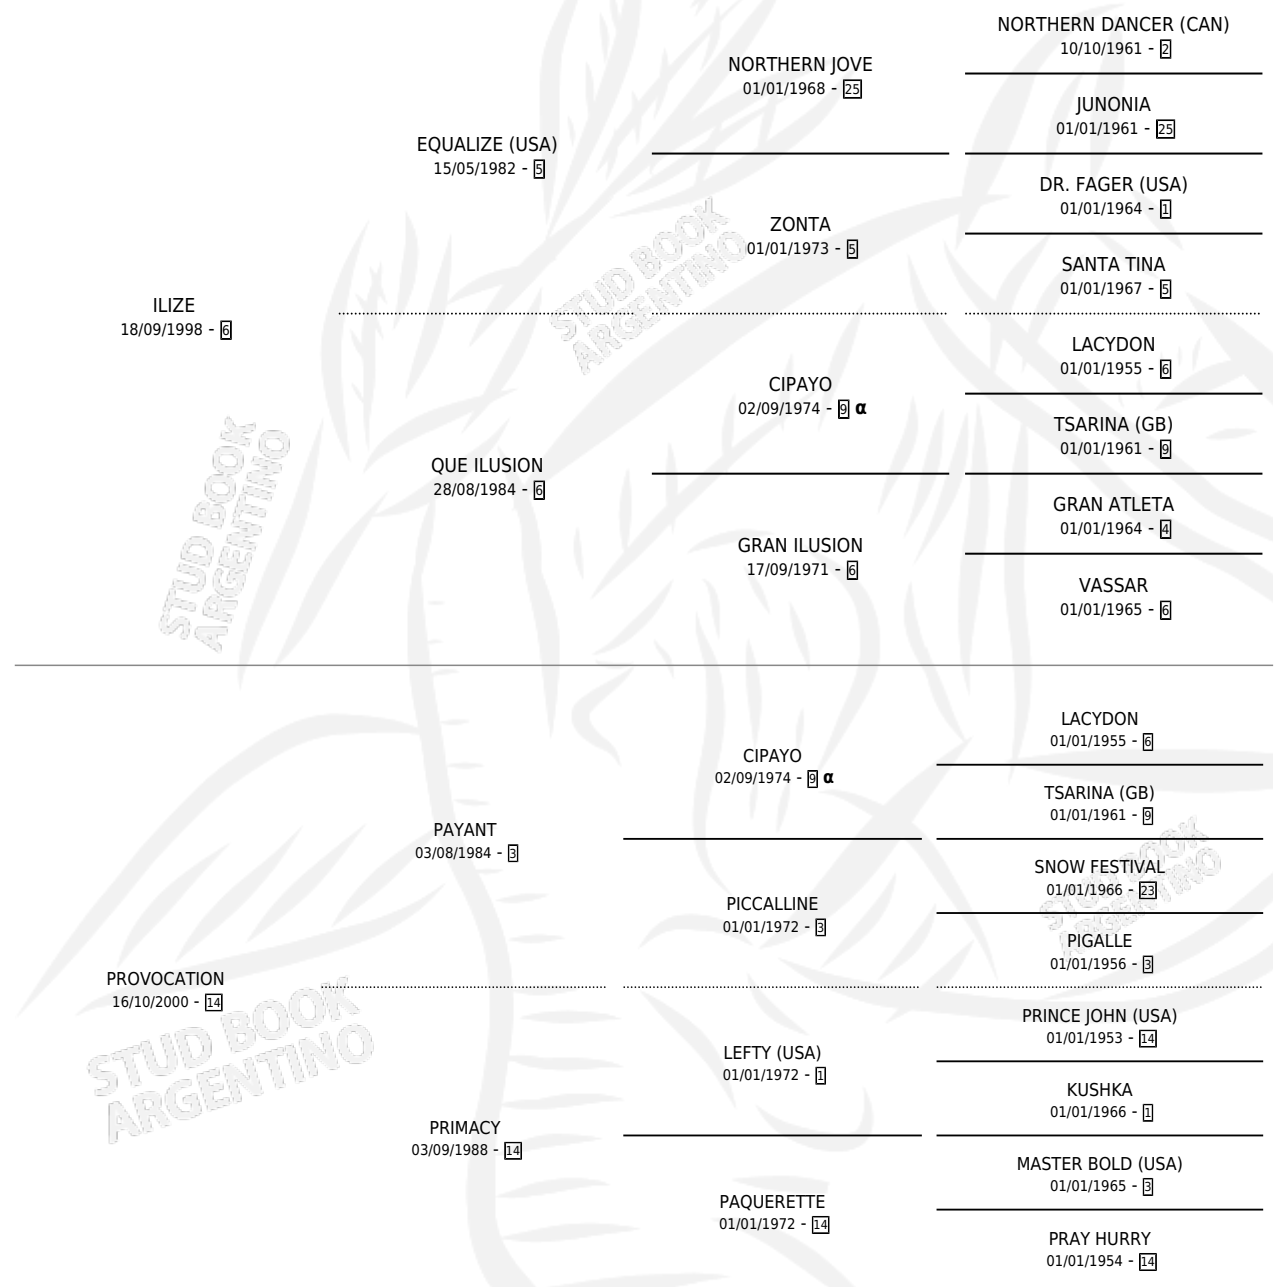 NORTHERN DANCER (CAN)
10/10/1961 - 2
NORTHERN JOVE
01/01/1968 - 25
JUNONIA
01/01/1961 - 25
EQUALIZE (USA)
15/05/1982 - 5
DR. FAGER (USA)
01/01/1964 - 1
ZONTA
01/01/1973 - 5
SANTA TINA
01/01/1967 - 5
ILIZE
18/09/1998 - 6
LACYDON
01/01/1955 - 6
CIPAYO
02/09/1974 - 9 α
TSARINA (GB)
01/01/1961 - 9
QUE ILUSION
28/08/1984 - 6
GRAN ATLETA
01/01/1964 - 4
GRAN ILUSION
17/09/1971 - 6
VASSAR
01/01/1965 - 6
LACYDON
01/01/1955 - 6
CIPAYO
02/09/1974 - 9 α
TSARINA (GB)
01/01/1961 - 9
PAYANT
03/08/1984 - 3
SNOW FESTIVAL
01/01/1966 - 23
PICCALLINE
01/01/1972 - 3
PIGALLE
01/01/1956 - 3
PROVOCATION
16/10/2000 - 14
PRINCE JOHN (USA)
01/01/1953 - 14
LEFTY (USA)
01/01/1972 - 1
KUSHKA
01/01/1966 - 1
PRIMACY
03/09/1988 - 14
MASTER BOLD (USA)
01/01/1965 - 3
PAQUERETTE
01/01/1972 - 14
PRAY HURRY
01/01/1954 - 14
STUD BOOK
ARGENTINO
STUD BOOK
ARGENTINO
STUD BOOK
ARGENTINO
STUD BOOK
ARGENTINO